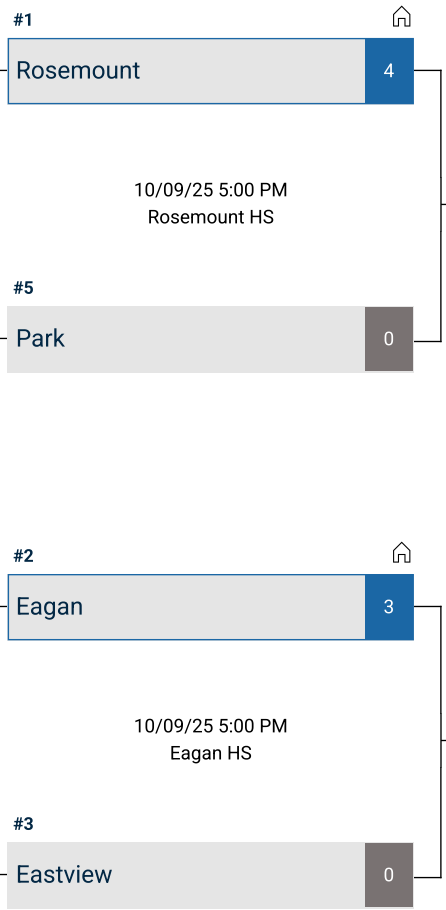 #1
Rosemount
4
10/09/25 5:00 PM
Rosemount HS
#5
Park
0
#2
Eagan
3
10/09/25 5:00 PM
Eagan HS
#3
Eastview
0